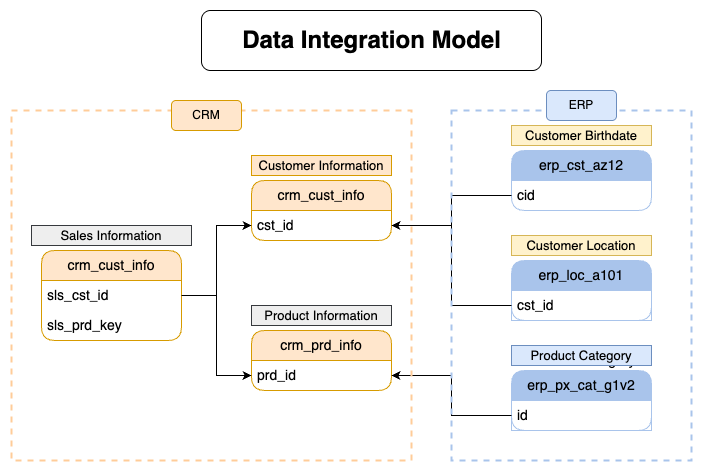 Data Integration Model
CRM
ERP
Customer Birthdate
erp_cst_az12
cid
Customer Information
crm_cust_info
cst_id
Sales Information
crm_cust_info
sls_cst_id
sls_prd_key
Customer Location
erp_loc_a101
cst_id
Product Information
crm_prd_info
prd_id
Product Category
erp_px_cat_g1v2
id